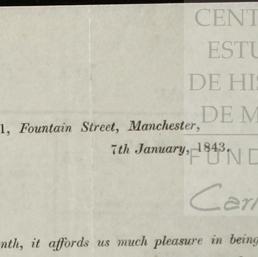 CENT
ESTU
DE HIS
DE M
1, Fountain Street, Manchester,
7th January, 1843.
FUND
Car
nth, it affords us much pleasure in being